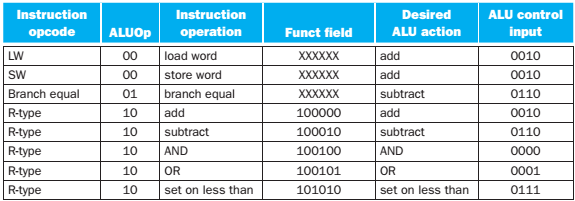 Instruction opcode ALUOp Instruction operation Funct field Desired ALU action ALU control input
LW 00 load word XXXXXX add 0010
SW 00 store word XXXXXX add 0010
Branch equal 01 branch equal XXXXXX subtract 0110
R-type 10 add 100000 add 0010
R-type 10 subtract 100010 subtract 0110
R-type 10 AND 100100 AND 0000
R-type 10 OR 100101 OR 0001
R-type 10 set on less than 101010 set on less than 0111